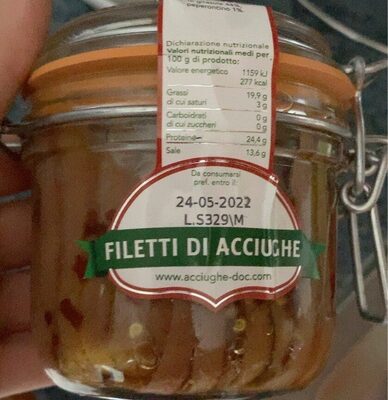 peperoncino 1%
Dichiarazione nutrizionale
Valori nutrizionali medi per
100 g di prodotto:
Valore energetico 1159 kJ
277 kcal
Grassi 19,9 g
di cui saturi 3 g
Carboidrati 0 g
di cui zuccheri 0 g
Proteine 24,4 g
Sale 13,6 g
Da consumarsi
pref. entro il:
24-05-2022
L.S329\M
FILETTI DI ACCIUGHE
www.acciughe-doc.com